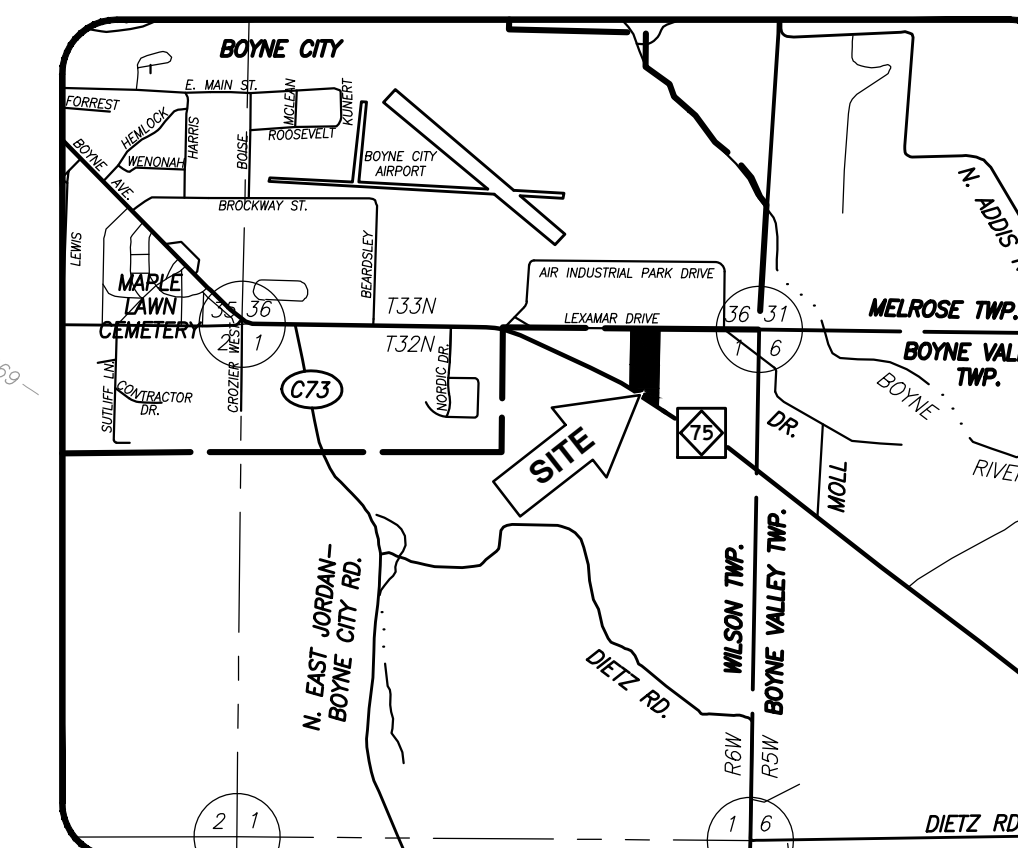 BOYNE CITY
E. MAIN ST.
FORREST
HEMLOCK
HARRIS
WENONAH
BOISE
MCLEAN
KUNERT
ROOSEVELT
BOYNE CITY
AIRPORT
BOYNE
AVE.
BROCKWAY ST.
LEWIS
BEARDSLEY
MAPLE
LAWN
CEMETERY
35 36
2 1
T33N
T32N
AIR INDUSTRIAL PARK DRIVE
LEXAMAR DRIVE
36 31
1 6
N. ADDIS
MELROSE TWP.
BOYNE VAL
TWP.
BOYNE
RIVE
SUTLIFF LN.
CONTRACTOR
DR.
CROZIER WEST
C73
NORDIC DR.
SITE
75
DR.
MOLL
69
N. EAST JORDAN–
BOYNE CITY RD.
DIETZ RD.
WILSON TWP.
BOYNE VALLEY TWP.
R6W
R5W
2 1
1 6
DIETZ RD